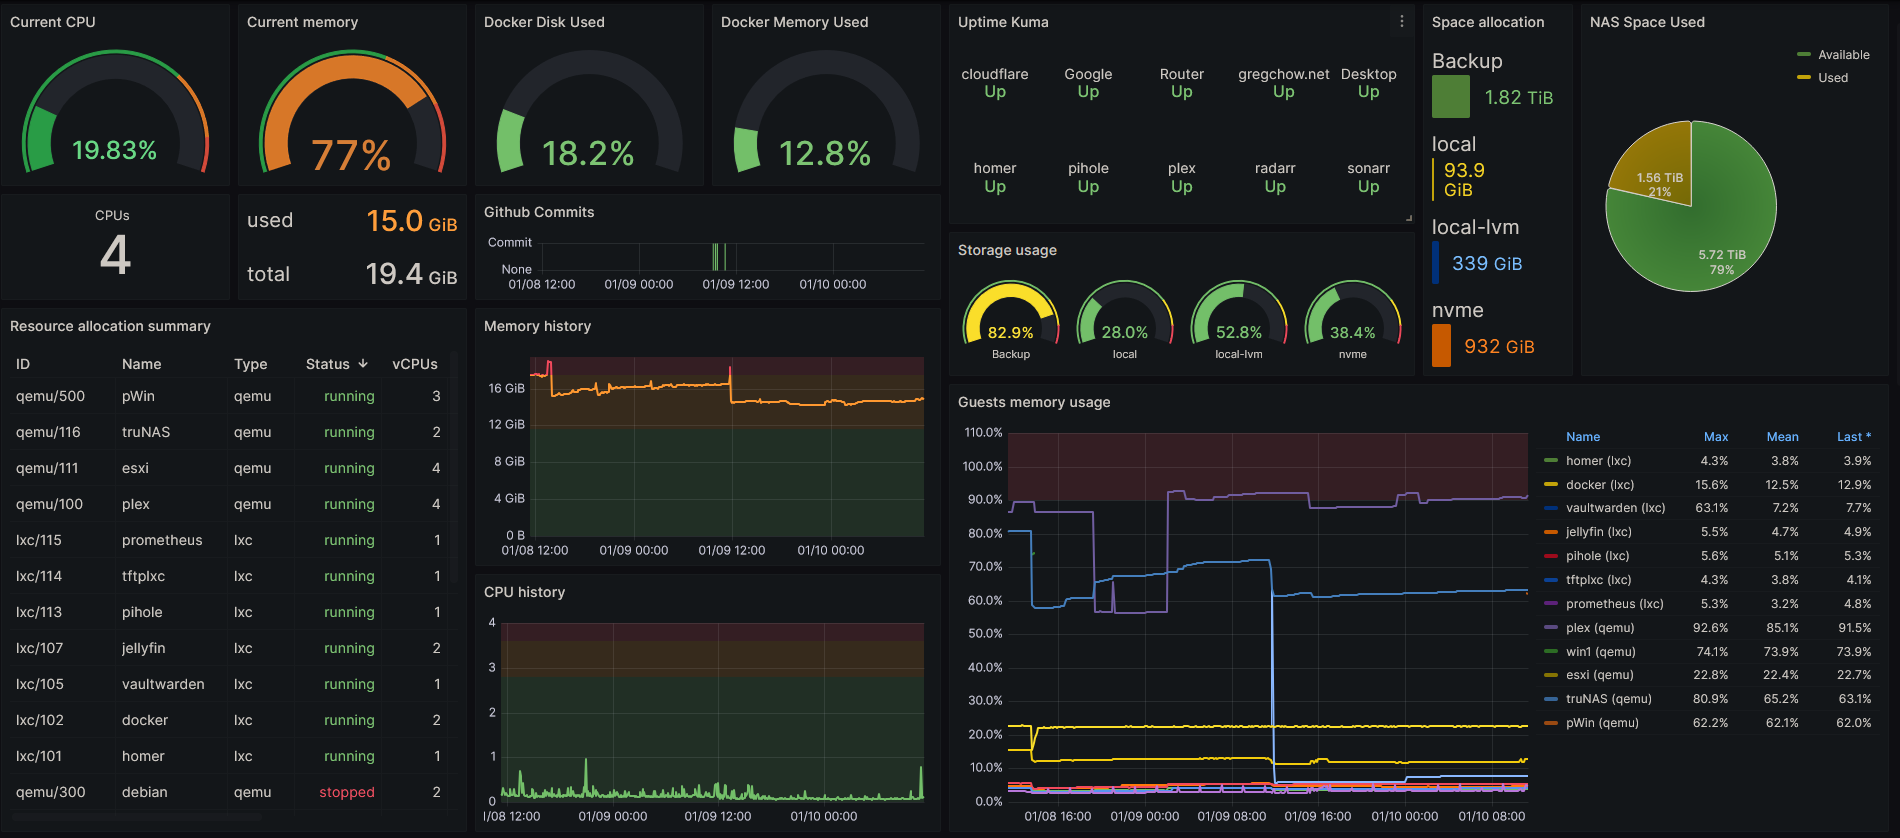 Current CPU
19.83%
Current memory
77%
Docker Disk Used
18.2%
Docker Memory Used
12.8%
CPUs
4
used 15.0 GiB
total 19.4 GiB
Github Commits
Commit
None
01/08 12:00 01/09 00:00 01/09 12:00 01/10 00:00
Uptime Kuma
cloudflare Google Router gregchow.net Desktop
Up Up Up Up Up
homer pihole plex radarr sonarr
Up Up Up Up Up
Storage usage
82.9% 28.0% 52.8% 38.4%
Backup local local-lvm nvme
Space allocation
Backup
1.82 TiB
local
93.9
GiB
local-lvm
339 GiB
nvme
932 GiB
NAS Space Used
Available
Used
1.56 TiB
21%
5.72 TiB
79%
Resource allocation summary
ID Name Type Status ↓ vCPUs
qemu/500 pWin qemu running 3
qemu/116 truNAS qemu running 2
qemu/111 esxi qemu running 4
qemu/100 plex qemu running 4
lxc/115 prometheus lxc running 1
lxc/114 tftplxc lxc running 1
lxc/113 pihole lxc running 1
lxc/107 jellyfin lxc running 2
lxc/105 vaultwarden lxc running 1
lxc/102 docker lxc running 2
lxc/101 homer lxc running 1
qemu/300 debian qemu stopped 2
Memory history
16 GiB
12 GiB
8 GiB
4 GiB
0 B
01/08 12:00 01/09 00:00 01/09 12:00 01/10 00:00
CPU history
4
3
2
1
0
1/08 12:00 01/09 00:00 01/09 12:00 01/10 00:00
Guests memory usage
110.0%
100.0%
90.0%
80.0%
70.0%
60.0%
50.0%
40.0%
30.0%
20.0%
10.0%
0.0%
01/08 16:00 01/09 00:00 01/09 08:00 01/09 16:00 01/10 00:00 01/10 08:00
Name Max Mean Last *
homer (lxc) 4.3% 3.8% 3.9%
docker (lxc) 15.6% 12.5% 12.9%
vaultwarden (lxc) 63.1% 7.2% 7.7%
jellyfin (lxc) 5.5% 4.7% 4.9%
pihole (lxc) 5.6% 5.1% 5.3%
tftplxc (lxc) 4.3% 3.8% 4.1%
prometheus (lxc) 5.3% 3.2% 4.8%
plex (qemu) 92.6% 85.1% 91.5%
win1 (qemu) 74.1% 73.9% 73.9%
esxi (qemu) 22.8% 22.4% 22.7%
truNAS (qemu) 80.9% 65.2% 63.1%
pWin (qemu) 62.2% 62.1% 62.0%